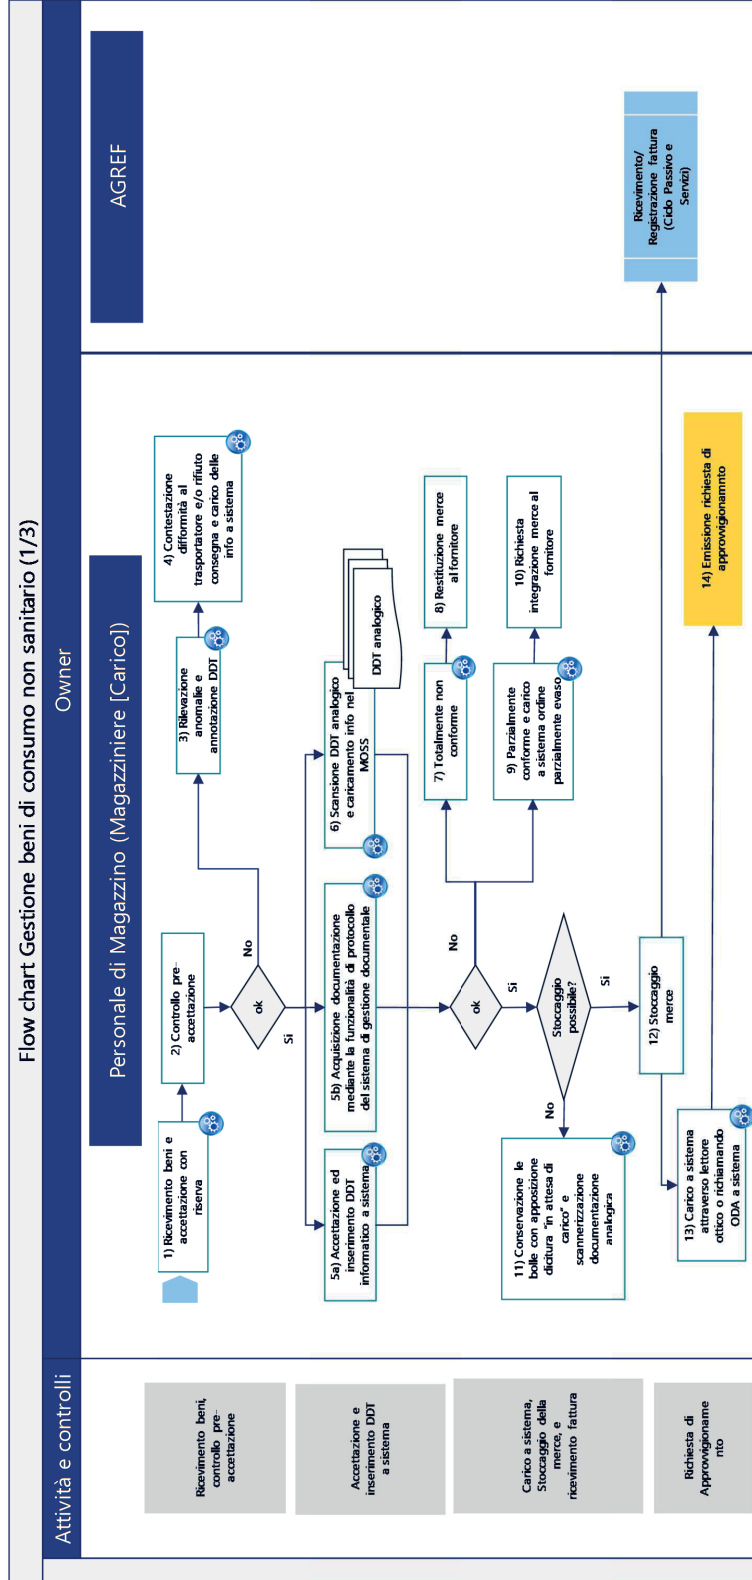 Flow chart Gestione beni di consumo non sanitario (1/3)
Attività e controlli
Owner
Personale di Magazzino (Magazziniere [Carico])
AGREF
Ricevimento beni,
controllo pre-
accettazione
1) Ricevimento beni e
accettazione con
riserva
2) Controllo pre-
accettazione
ok
No
Si
3) Rilevazione
anomalie e
annotazione DDT
4) Contestazione
difformità al
trasportatore e/o rifiuto
consegna e carico delle
info a sistema
Accettazione e
inserimento DDT
a sistema
5a) Accettazione ed
inserimento DDT
informatico a sistema
5b) Acquisizione documentazione
mediante la funzionalità di protocollo
del sistema di gestione documentale
6) Scansione DDT analogico
e caricamento info nel
MOSS
DDT analogico
Carico a sistema,
Stoccaggio della
merce, e
ricevimento fattura
ok
No
Si
7) Totalmente non
conforme
8) Restituzione merce
al fornitore
9) Parzialmente
conforme e carico
a sistema ordine
parzialmente evaso
10) Richiesta
integrazione merce al
fornitore
Stoccaggio
possibile?
No
Si
11) Conservazione le
bolle con apposizione
dicitura “in attesa di
carico” e
scannerizzazione
documentazione
analogica
12) Stoccaggio
merce
Ricevimento/
Registrazione fattura
(Ciclo Passivo e
Servizi)
Richiesta di
Approvvigioname
nto
13) Carico a sistema
attraverso lettore
ottico o richiamando
ODA a sistema
14) Emissione richiesta di
approvvigionamnto